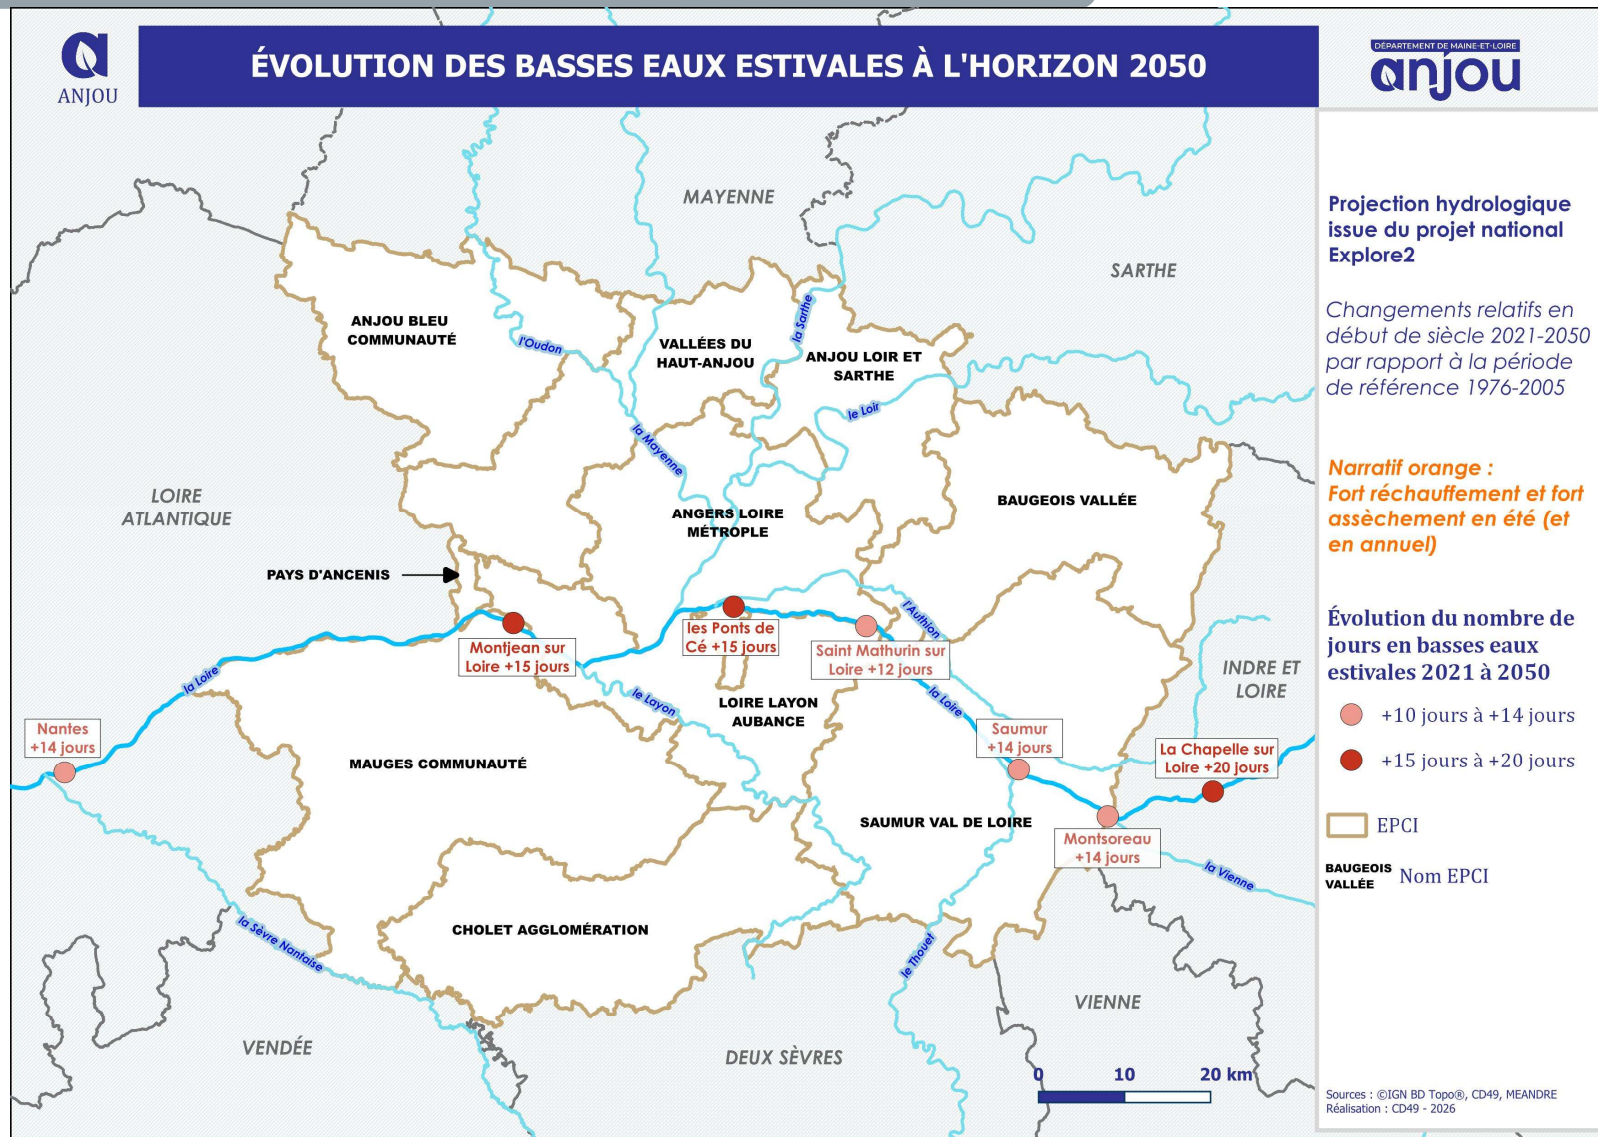 ANJOU
ÉVOLUTION DES BASSES EAUX ESTIVALES À L'HORIZON 2050
DÉPARTEMENT DE MAINE-ET-LOIRE
anjou
MAYENNE
SARTHE
LOIRE
ATLANTIQUE
INDRE ET
LOIRE
VENDÉE
DEUX SÈVRES
VIENNE
ANJOU BLEU
COMMUNAUTÉ
VALLÉES DU
HAUT-ANJOU
ANJOU LOIR ET
SARTHE
BAUGEOIS VALLÉE
ANGERS LOIRE
MÉTROPLE
PAYS D'ANCENIS
LOIRE LAYON
AUBANCE
MAUGES COMMUNAUTÉ
SAUMUR VAL DE LOIRE
CHOLET AGGLOMÉRATION
l'Oudon
la Sarthe
le Loir
la Mayenne
l'Authion
la Loire
la Loire
le Layon
la Vienne
la Sèvre Nantaise
le Thouet
Nantes
+14 jours
Montjean sur
Loire +15 jours
les Ponts de
Cé +15 jours
Saint Mathurin sur
Loire +12 jours
Saumur
+14 jours
La Chapelle sur
Loire +20 jours
Montsoreau
+14 jours
0 10 20 km
Projection hydrologique
issue du projet national
Explore2
Changements relatifs en
début de siècle 2021-2050
par rapport à la période
de référence 1976-2005
Narratif orange :
Fort réchauffement et fort
assèchement en été (et
en annuel)
Évolution du nombre de
jours en basses eaux
estivales 2021 à 2050
+10 jours à +14 jours
+15 jours à +20 jours
EPCI
BAUGEOIS
VALLÉE
Nom EPCI
Sources : ©IGN BD Topo®, CD49, MEANDRE
Réalisation : CD49 - 2026